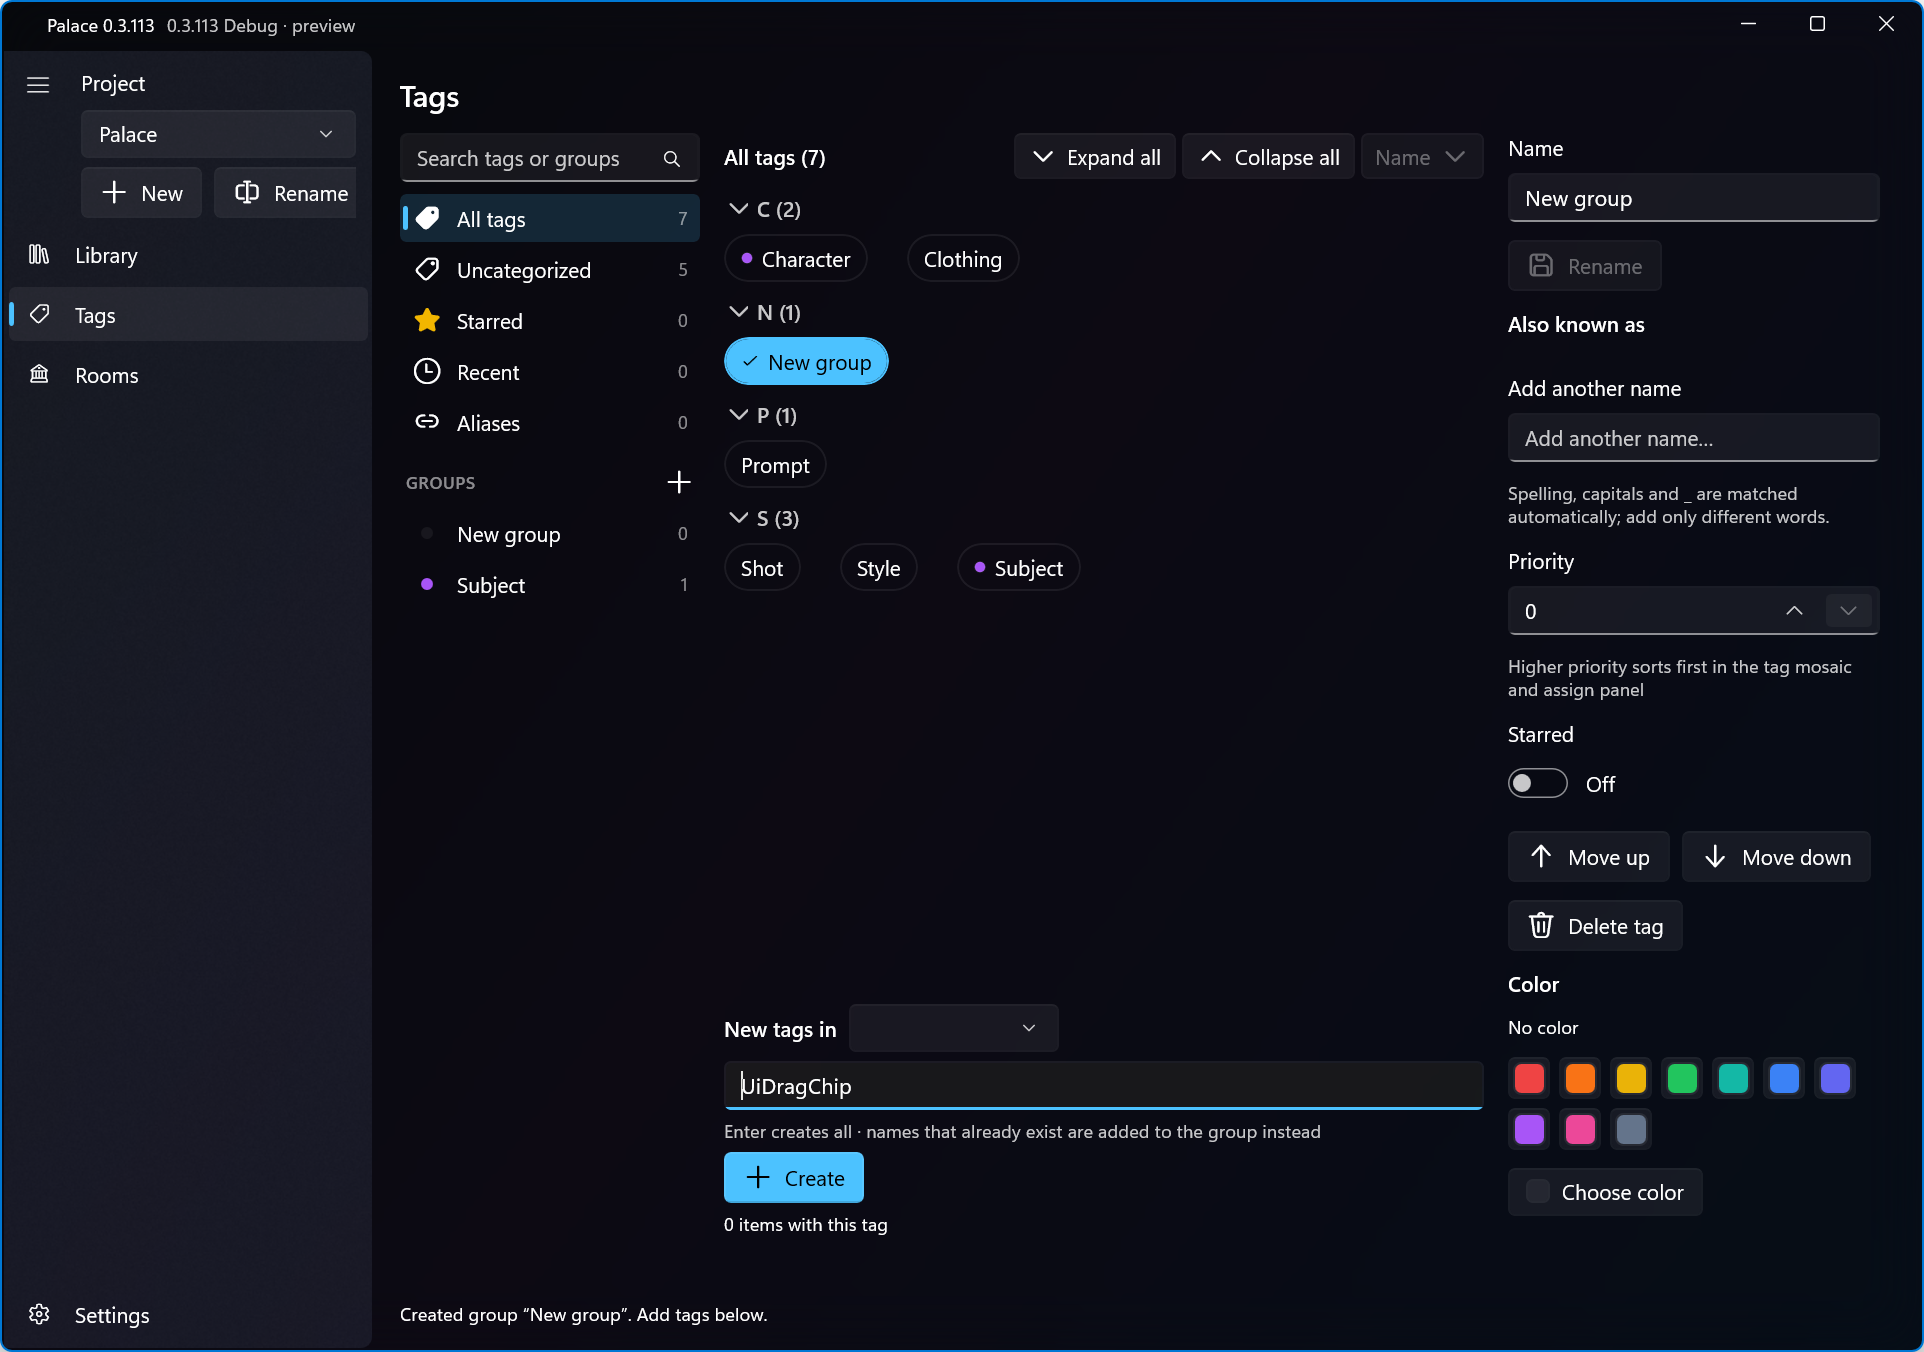 Palace 0.3.113 0.3.113 Debug · preview
Project
Palace
New
Rename
Library
Tags
Rooms
Settings
Tags
Search tags or groups
All tags 7
Uncategorized 5
Starred 0
Recent 0
Aliases 0
GROUPS
New group 0
Subject 1
All tags (7)
Expand all
Collapse all
Name
C (2)
Character
Clothing
N (1)
New group
P (1)
Prompt
S (3)
Shot
Style
Subject
New tags in
UiDragChip
Enter creates all · names that already exist are added to the group instead
Create
0 items with this tag
Created group “New group”. Add tags below.
Name
New group
Rename
Also known as
Add another name
Add another name...
Spelling, capitals and _ are matched
automatically; add only different words.
Priority
0
Higher priority sorts first in the tag mosaic
and assign panel
Starred
Off
Move up
Move down
Delete tag
Color
No color
Choose color